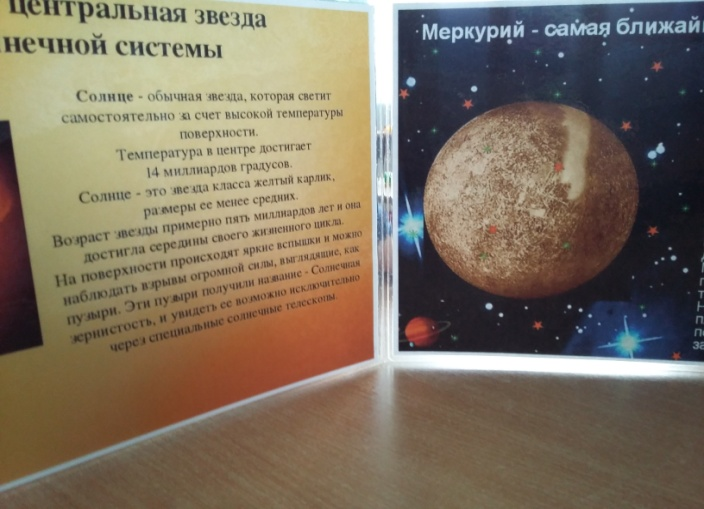 центральная звезда
нечной системы
Солнце - обычная звезда, которая светит
самостоятельно за счет высокой температуры
поверхности.
Температура в центре достигает
14 миллиардов градусов.
Солнце - это звезда класса желтый карлик,
размеры ее менее средних.
Возраст звезды примерно пять миллиардов лет и она
достигла середины своего жизненного цикла.
На поверхности происходят яркие вспышки и можно
наблюдать взрывы огромной силы, выглядящие, как
пузыри. Эти пузыри получили название - Солнечная
зернистость, и увидеть ее возможно исключительно
через специальные солнечные телескопы.
Меркурий - самая ближай